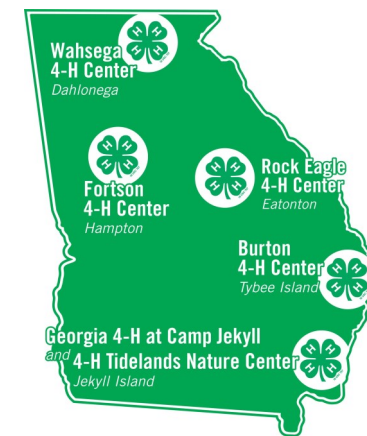 Wahsega
4-H Center
Dahlonega
Fortson
4-H Center
Hampton
Rock Eagle
4-H Center
Eatonton
Burton
4-H Center
Tybee Island
Georgia 4-H at Camp Jekyll
and 4-H Tidelands Nature Center
Jekyll Island
H H H H
H H H H
H H H H
H H H H
H H H H